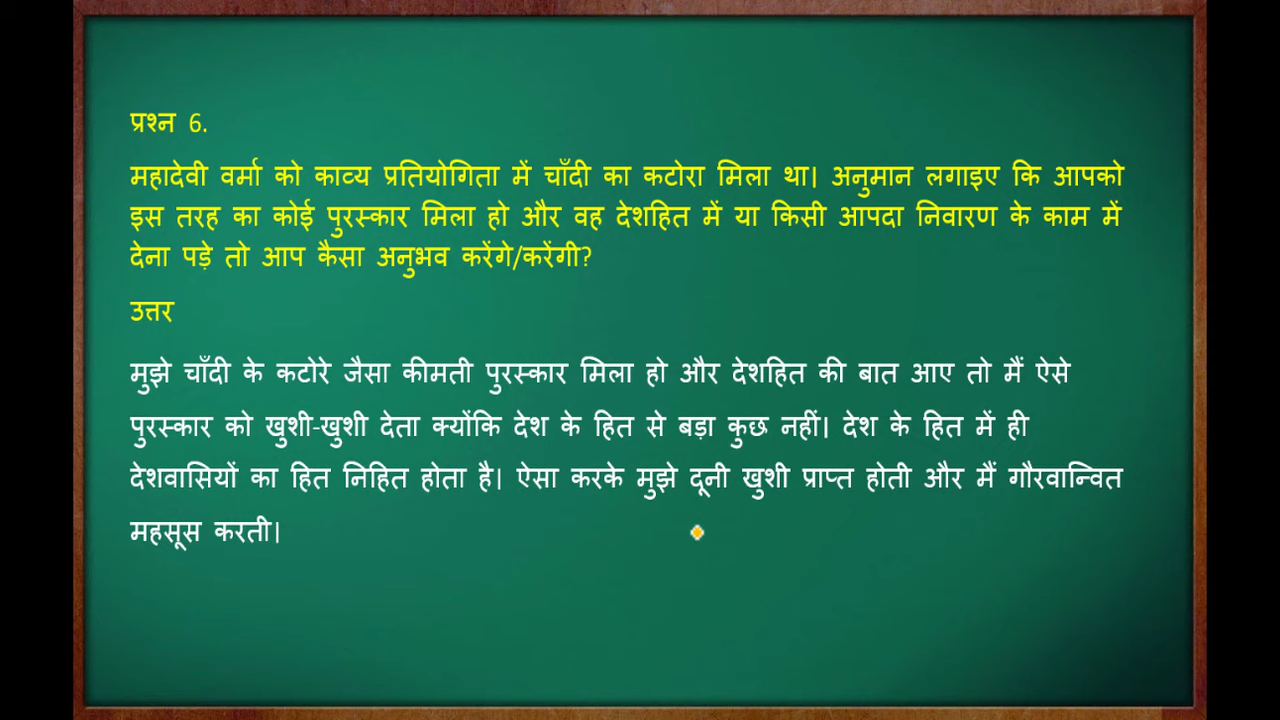 प्रश्न 6.
महादेवी वर्मा को काव्य प्रतियोगिता में चाँदी का कटोरा मिला था। अनुमान लगाइए कि आपको
इस तरह का कोई पुरस्कार मिला हो और वह देशहित में या किसी आपदा निवारण के काम में
देना पड़े तो आप कैसा अनुभव करेंगे/करेंगी?
उत्तर
मुझे चाँदी के कटोरे जैसा कीमती पुरस्कार मिला हो और देशहित की बात आए तो मैं ऐसे
पुरस्कार को खुशी-खुशी देता क्योंकि देश के हित से बड़ा कुछ नहीं। देश के हित में ही
देशवासियों का हित निहित होता है। ऐसा करके मुझे दूनी खुशी प्राप्त होती और मैं गौरवान्वित
महसूस करती।